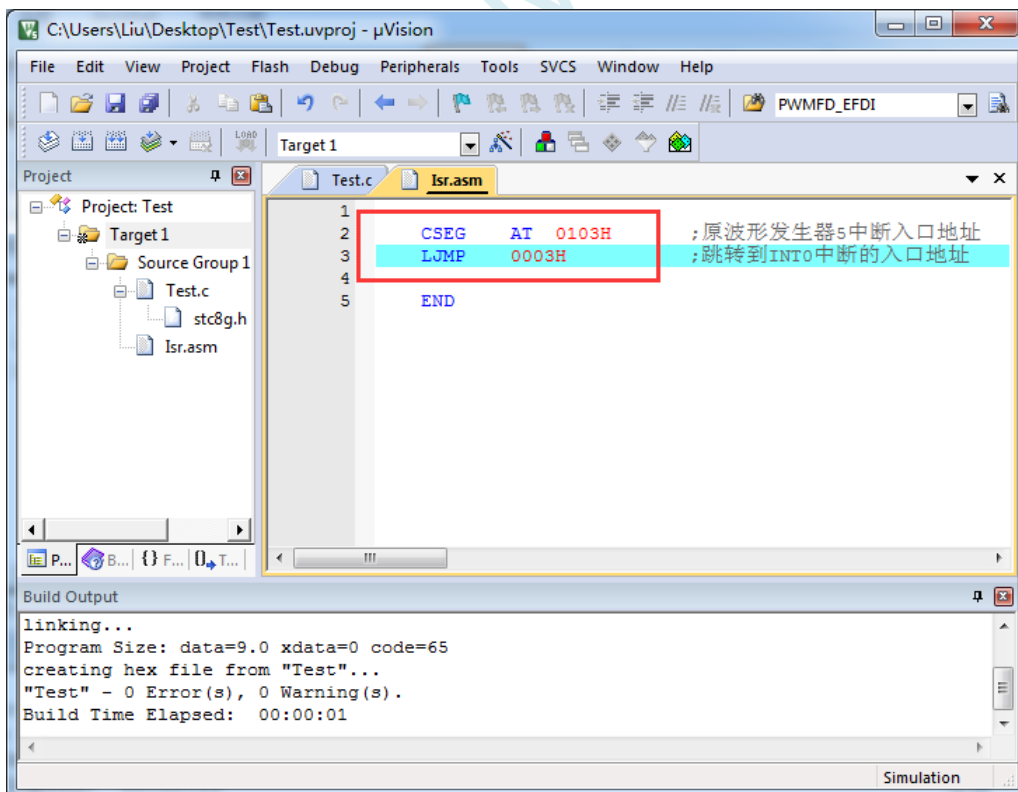 C:\Users\Liu\Desktop\Test\Test.uvproj - µVision
File Edit View Project Flash Debug Peripherals Tools SVCS Window Help
PWMFD_EFDI
LOAD
Target 1
Project
Project: Test
Target 1
Source Group 1
Test.c
stc8g.h
Isr.asm
P... B... {} F... 0 T...
Test.c Isr.asm
1
2 CSEG AT 0103H ;原波形发生器5中断入口地址
3 LJMP 0003H ;跳转到INT0中断的入口地址
4
5 END
Build Output
linking...
Program Size: data=9.0 xdata=0 code=65
creating hex file from "Test"...
"Test" - 0 Error(s), 0 Warning(s).
Build Time Elapsed: 00:00:01
Simulation